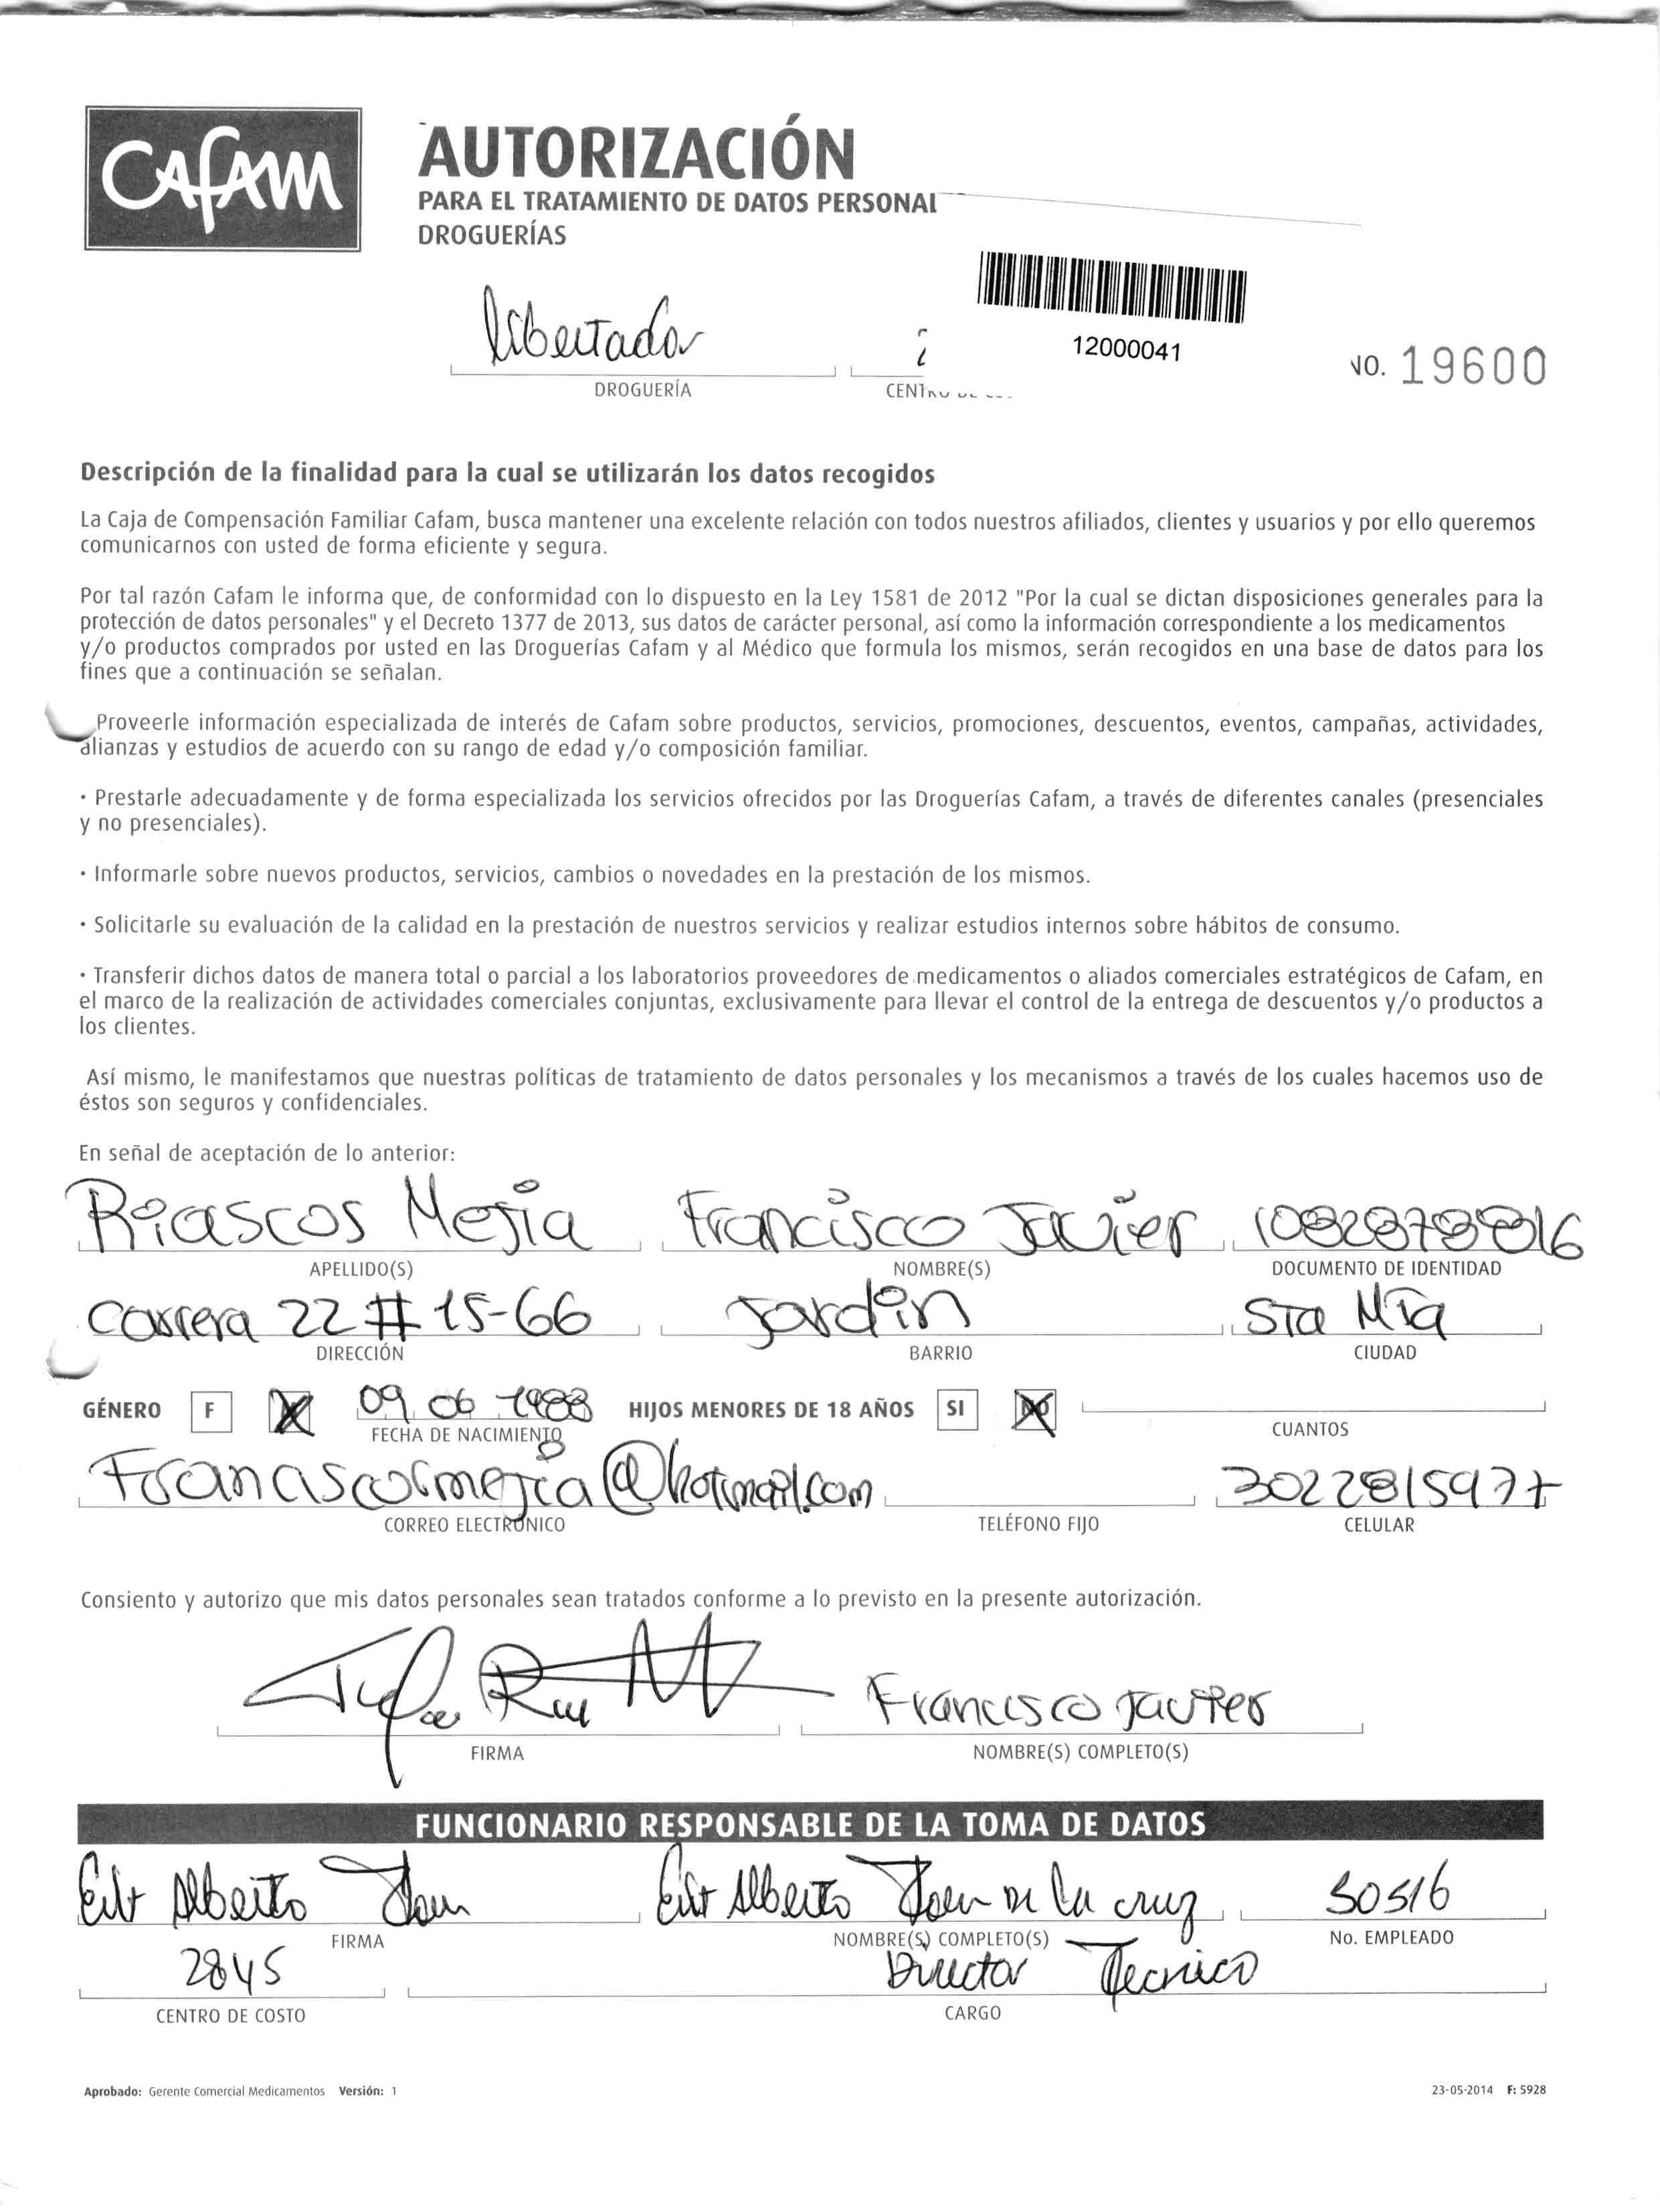 CAFAM
AUTORIZACIÓN
PARA EL TRATAMIENTO DE DATOS PERSONAL
DROGUERÍAS
libertador
12000041
NO. 19600
DROGUERÍA
Descripción de la finalidad para la cual se utilizarán los datos recogidos
La Caja de Compensación Familiar Cafam, busca mantener una excelente relación con todos nuestros afiliados, clientes y usuarios y por ello queremos
comunicarnos con usted de forma eficiente y segura.
Por tal razón Cafam le informa que, de conformidad con lo dispuesto en la Ley 1581 de 2012 "Por la cual se dictan disposiciones generales para la
protección de datos personales" y el Decreto 1377 de 2013, sus datos de carácter personal, así como la información correspondiente a los medicamentos
y/o productos comprados por usted en las Droguerías Cafam y al Médico que formula los mismos, serán recogidos en una base de datos para los
fines que a continuación se señalan.
Proveerle información especializada de interés de Cafam sobre productos, servicios, promociones, descuentos, eventos, campañas, actividades,
alianzas y estudios de acuerdo con su rango de edad y/o composición familiar.
· Prestarle adecuadamente y de forma especializada los servicios ofrecidos por las Droguerías Cafam, a través de diferentes canales (presenciales
y no presenciales).
· Informarle sobre nuevos productos, servicios, cambios o novedades en la prestación de los mismos.
· Solicitarle su evaluación de la calidad en la prestación de nuestros servicios y realizar estudios internos sobre hábitos de consumo.
· Transferir dichos datos de manera total o parcial a los laboratorios proveedores de medicamentos o aliados comerciales estratégicos de Cafam, en
el marco de la realización de actividades comerciales conjuntas, exclusivamente para llevar el control de la entrega de descuentos y/o productos a
los clientes.
Así mismo, le manifestamos que nuestras políticas de tratamiento de datos personales y los mecanismos a través de los cuales hacemos uso de
éstos son seguros y confidenciales.
En señal de aceptación de lo anterior:
Riascos Mejia Francisco Javier
APELLIDO(S) NOMBRE(S) DOCUMENTO DE IDENTIDAD
Carrera 22 # 15-66 Jardin Sta Mta
DIRECCIÓN BARRIO CIUDAD
GÉNERO F 09 06 1988 HIJOS MENORES DE 18 AÑOS SI NO
FECHA DE NACIMIENTO CUANTOS
Franciscormejia@hotmail.com 3022815977
CORREO ELECTRÓNICO TELÉFONO FIJO CELULAR
Consiento y autorizo que mis datos personales sean tratados conforme a lo previsto en la presente autorización.
Francisco Javier
FIRMA NOMBRE(S) COMPLETO(S)
FUNCIONARIO RESPONSABLE DE LA TOMA DE DATOS
Alberto Alberto de la cruz 50516
FIRMA NOMBRE(S) COMPLETO(S) No. EMPLEADO
2845 Director Tecnico
CENTRO DE COSTO CARGO
Aprobado: Gerente Comercial Medicamentos Versión: 1 23-05-2014 F: 5928